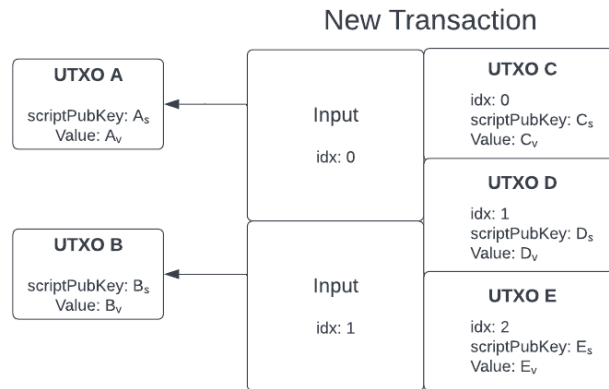 New Transaction
UTXO A
scriptPubKey: Aₛ
Value: Aᵥ
UTXO B
scriptPubKey: Bₛ
Value: Bᵥ
Input
idx: 0
Input
idx: 1
UTXO C
idx: 0
scriptPubKey: Cₛ
Value: Cᵥ
UTXO D
idx: 1
scriptPubKey: Dₛ
Value: Dᵥ
UTXO E
idx: 2
scriptPubKey: Eₛ
Value: Eᵥ